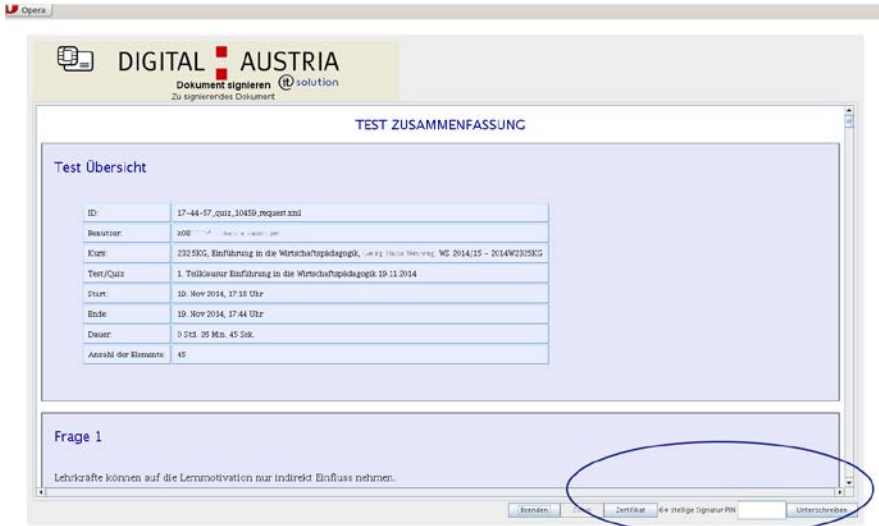 Opera
DIGITAL AUSTRIA
Dokument signieren it solution
Zu signierendes Dokument
TEST ZUSAMMENFASSUNG
Test Übersicht
ID: 17-44-57_quiz_10459_request.xml
Benutzer: k08
Kurs: 232SKG, Einführung in die Wirtschaftspädagogik, WS 2014/15 - 2014W232SKG
Test/Quiz 1. Teilklausur Einführung in die Wirtschaftspädagogik 19.11.2014
Start: 19. Nov 2014, 17:18 Uhr
Ende: 19. Nov 2014, 17:44 Uhr
Dauer: 0 Std. 26 Min. 45 Sek.
Anzahl der Elemente: 45
Frage 1
Lehrkräfte können auf die Lernmotivation nur indirekt Einfluss nehmen.
Beenden Zertifikat 6+ stellige Signatur PIN Unterschreiben